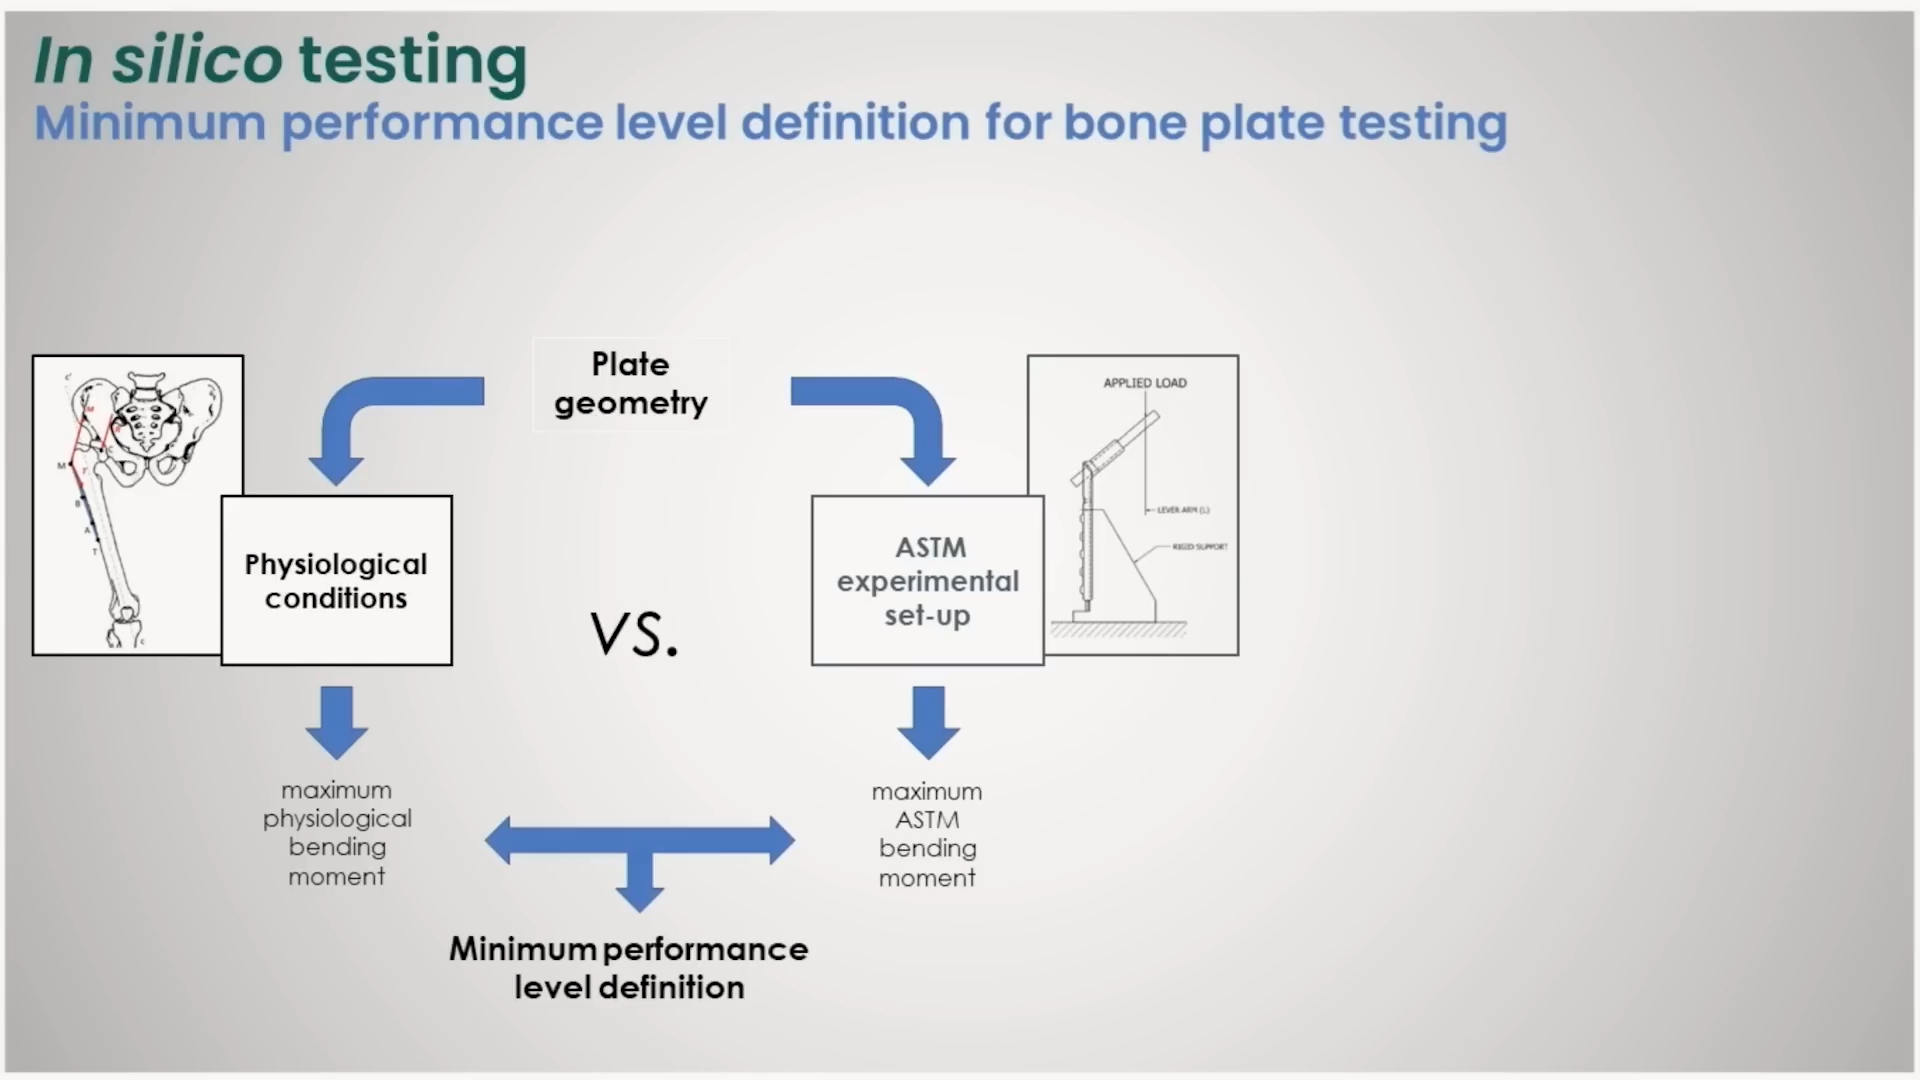 In silico testing
Minimum performance level definition for bone plate testing
Plate
geometry
APPLIED LOAD
LEVER ARM (L)
RIGID SUPPORT
Physiological
conditions
VS.
ASTM
experimental
set-up
M
M
B
A
T
maximum
physiological
bending
moment
maximum
ASTM
bending
moment
Minimum performance
level definition